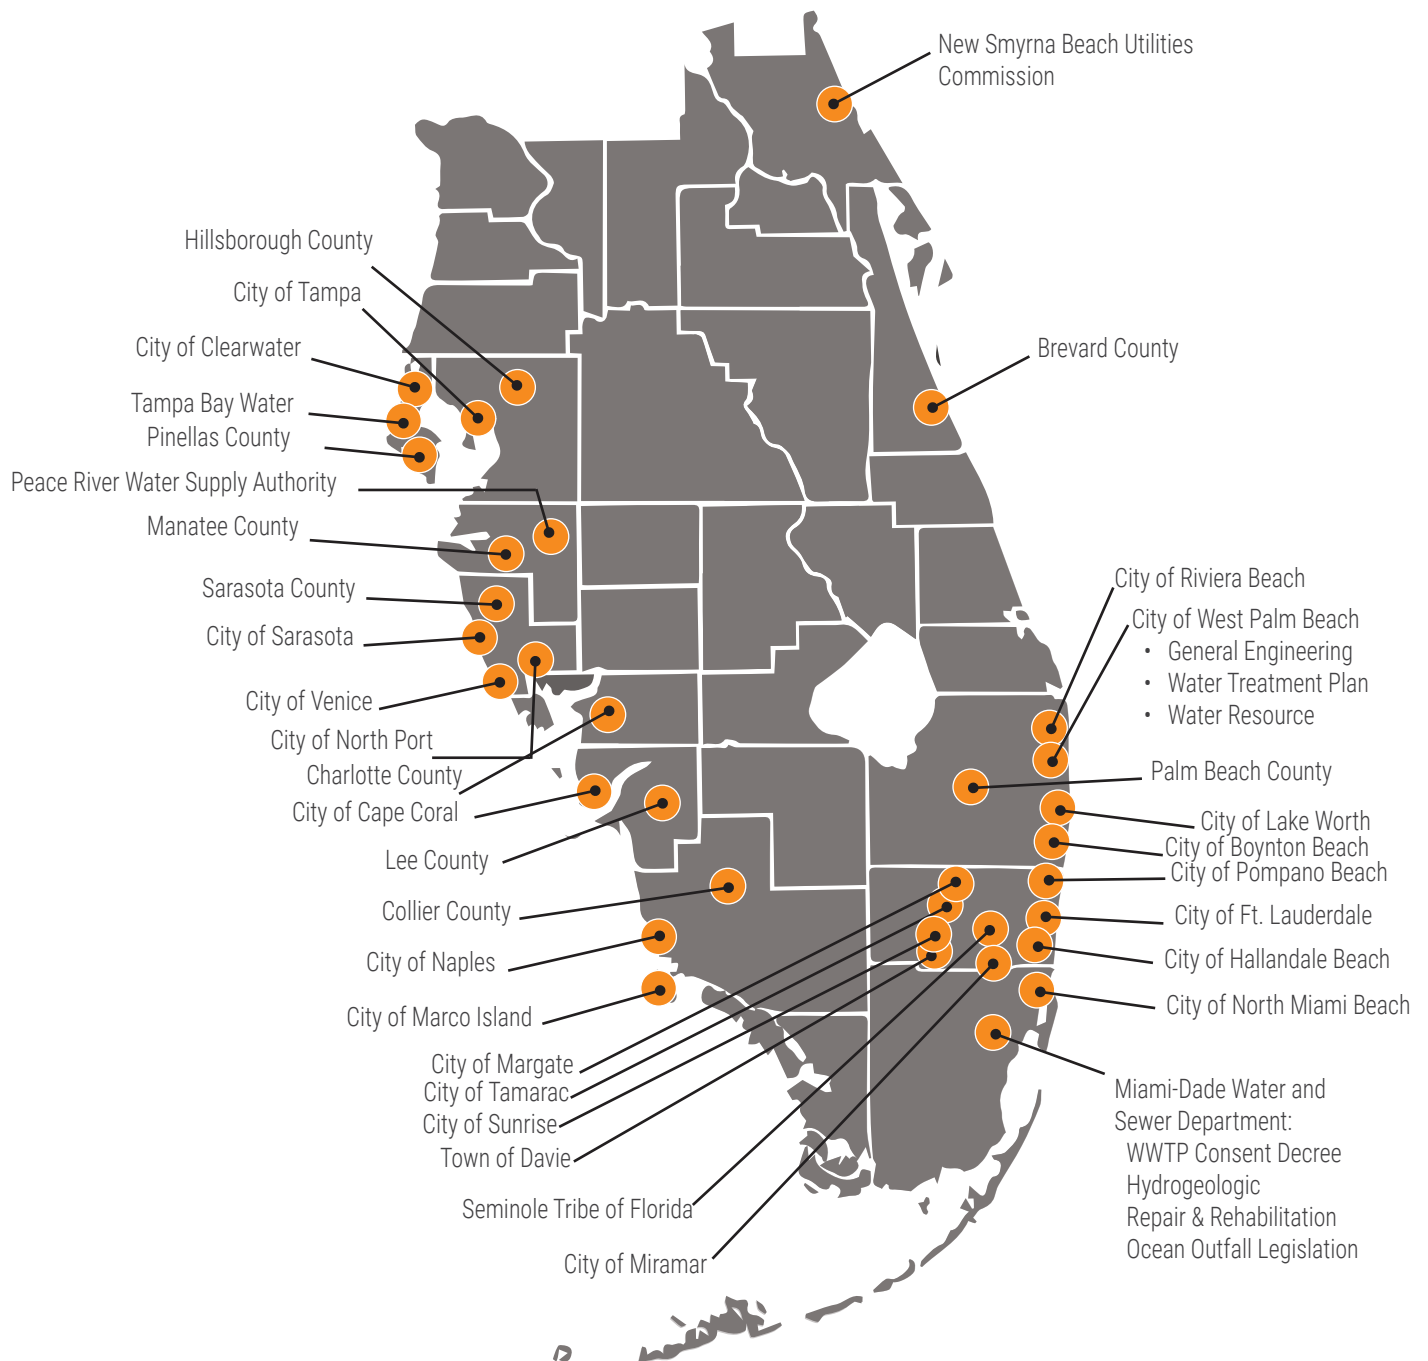 New Smyrna Beach Utilities
Commission
Hillsborough County
City of Tampa
City of Clearwater
Tampa Bay Water
Pinellas County
Peace River Water Supply Authority
Manatee County
Sarasota County
City of Sarasota
City of Venice
City of North Port
Charlotte County
City of Cape Coral
Lee County
Collier County
City of Naples
City of Marco Island
City of Margate
City of Tamarac
City of Sunrise
Town of Davie
Seminole Tribe of Florida
City of Miramar
Brevard County
City of Riviera Beach
City of West Palm Beach
• General Engineering
• Water Treatment Plan
• Water Resource
Palm Beach County
City of Lake Worth
City of Boynton Beach
City of Pompano Beach
City of Ft. Lauderdale
City of Hallandale Beach
City of North Miami Beach
Miami-Dade Water and
Sewer Department:
WWTP Consent Decree
Hydrogeologic
Repair & Rehabilitation
Ocean Outfall Legislation